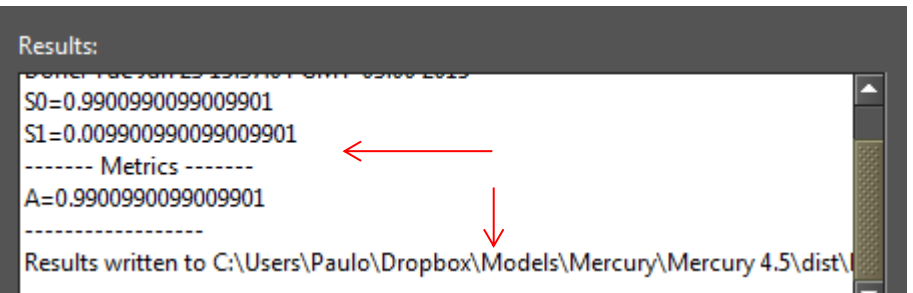 Results:
S0=0.9900990099009901
S1=0.009900990099009901
------- Metrics -------
A=0.9900990099009901
------------------
Results written to C:\Users\Paulo\Dropbox\Models\Mercury\Mercury 4.5\dist\